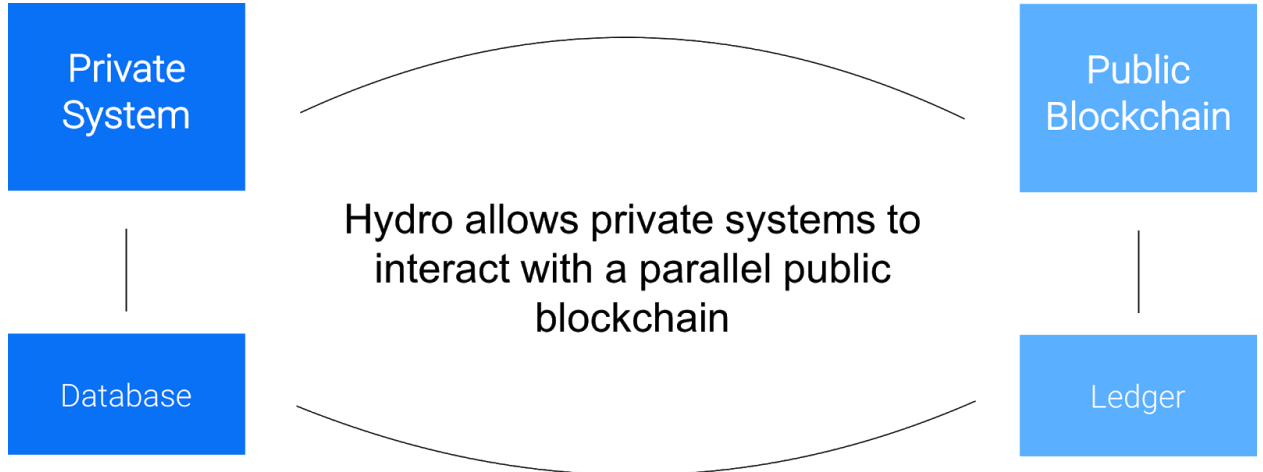 Private
System
Public
Blockchain
Hydro allows private systems to
interact with a parallel public
blockchain
Database
Ledger